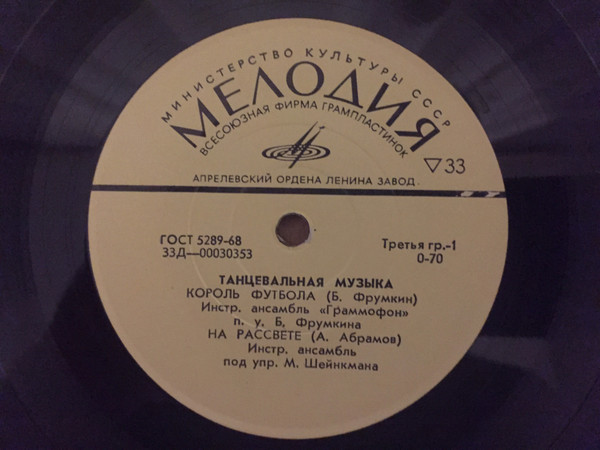 МИНИСТЕРСТВО КУЛЬТУРЫ СССР
МЕЛОДИЯ
ВСЕСОЮЗНАЯ ФИРМА ГРАМПЛАСТИНОК
▽33
АПРЕЛЕВСКИЙ ОРДЕНА ЛЕНИНА ЗАВОД
ГОСТ 5289-68 Третья гр.-1
33Д—00030353 0-70
ТАНЦЕВАЛЬНАЯ МУЗЫКА
КОРОЛЬ ФУТБОЛА (Б. Фрумкин)
Инстр. ансамбль «Граммофон»
п. у. Б, Фрумкина
НА РАССВЕТЕ (А. Абрамов)
Инстр. ансамбль
под упр. М. Шейнкмана